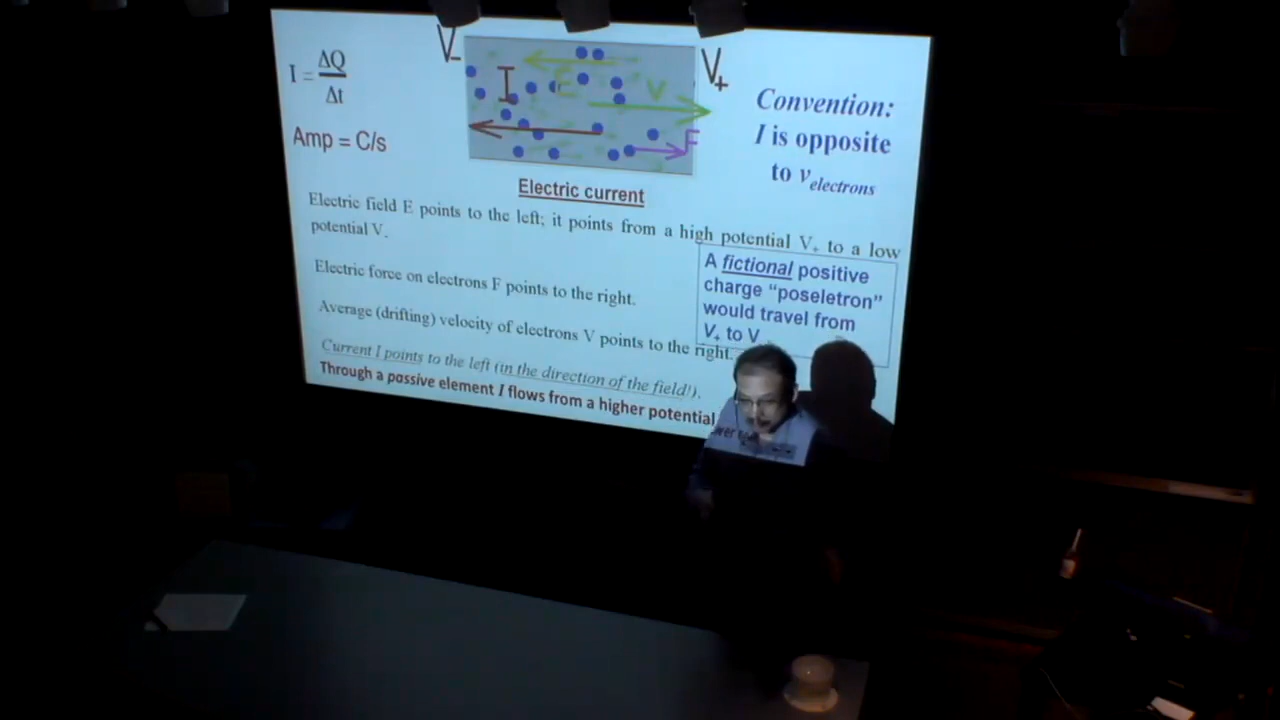 I = ΔQ
Δt
Amp = C/s
V-
V+
I
E
v
F
Electric current
Convention:
I is opposite
to velectrons
Electric field E points to the left; it points from a high potential V+ to a low
potential V-
Electric force on electrons F points to the right.
Average (drifting) velocity of electrons V points to the right.
Current I points to the left (in the direction of the field!).
Through a passive element I flows from a higher potential
A fictional positive
charge "poseletron"
would travel from
V+ to V